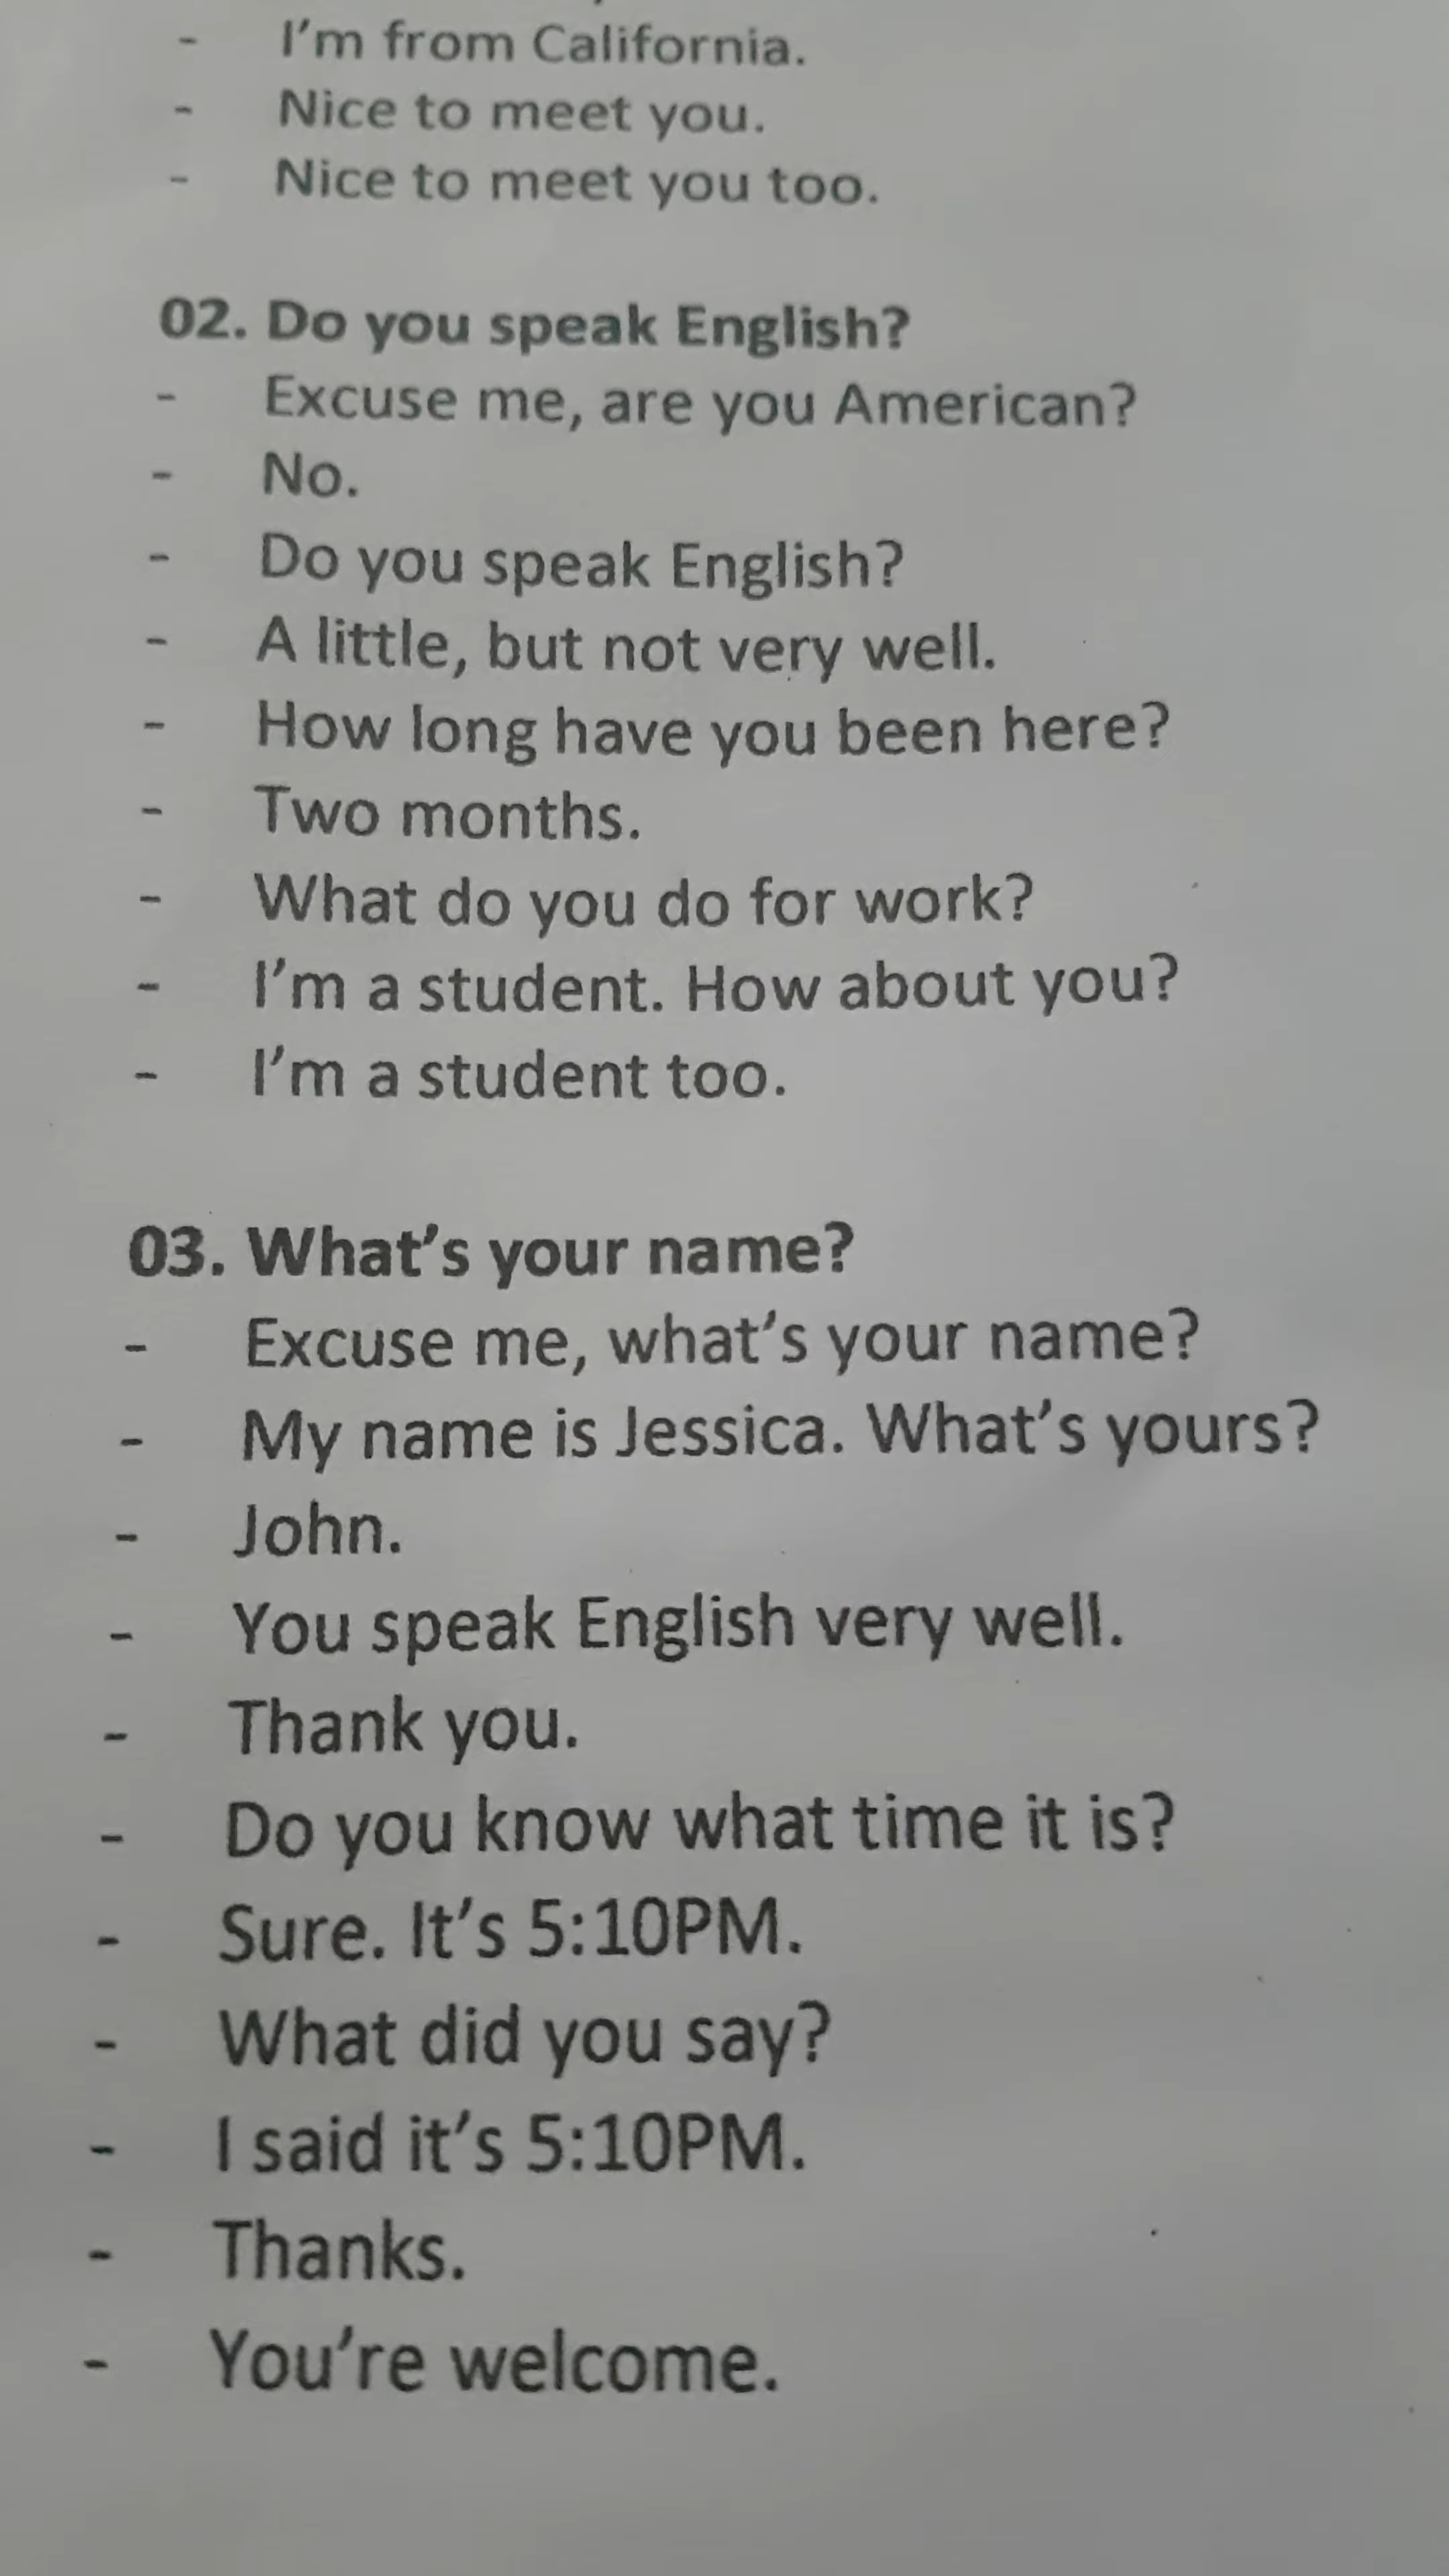 - I'm from California.
- Nice to meet you.
- Nice to meet you too.
02. Do you speak English?
- Excuse me, are you American?
- No.
- Do you speak English?
- A little, but not very well.
- How long have you been here?
- Two months.
- What do you do for work?
- I'm a student. How about you?
- I'm a student too.
03. What's your name?
- Excuse me, what's your name?
- My name is Jessica. What's yours?
- John.
- You speak English very well.
- Thank you.
- Do you know what time it is?
- Sure. It's 5:10PM.
- What did you say?
- I said it's 5:10PM.
- Thanks.
- You're welcome.